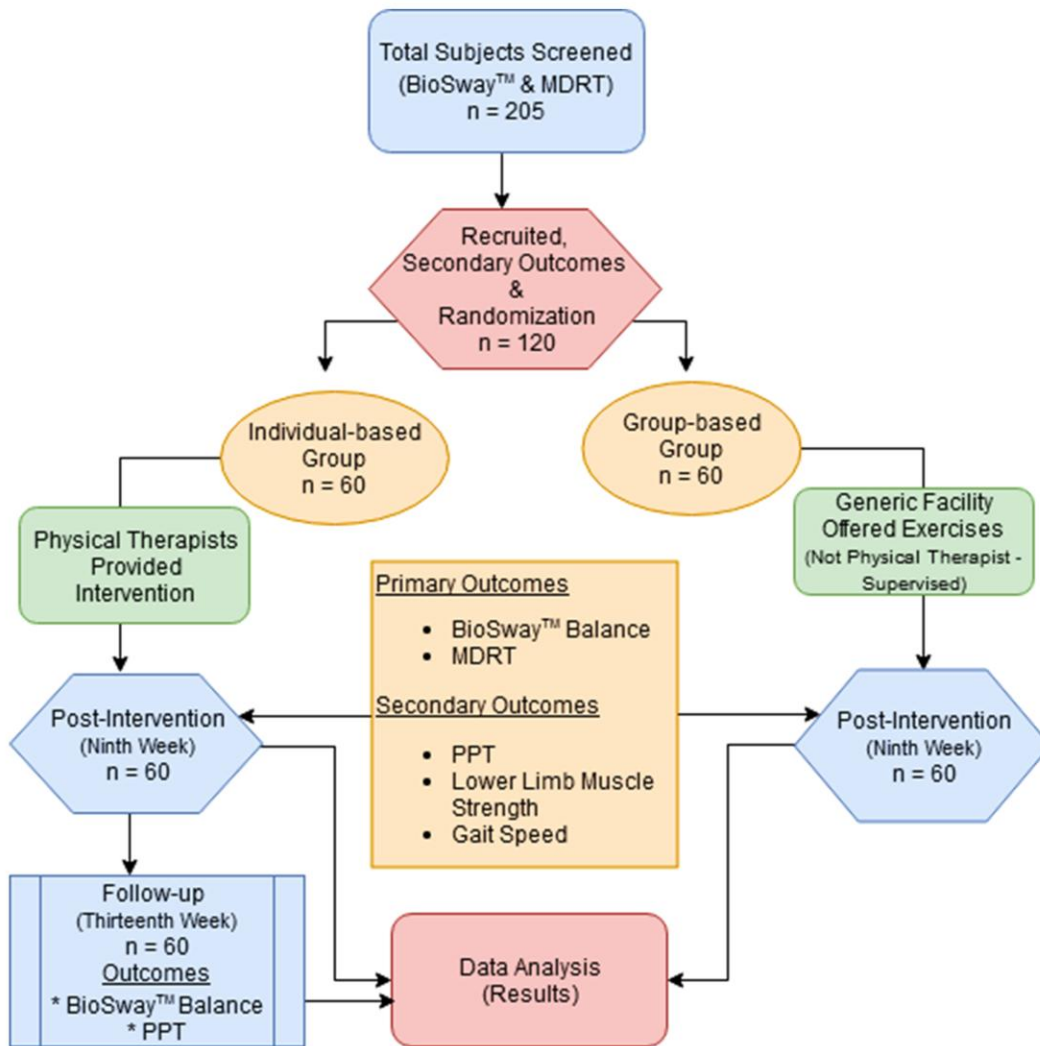 Total Subjects Screened
(BioSway™ & MDRT)
n = 205
Recruited,
Secondary Outcomes
&
Randomization
n = 120
Individual-based
Group
n = 60
Group-based
Group
n = 60
Physical Therapists
Provided
Intervention
Generic Facility
Offered Exercises
(Not Physical Therapist -
Supervised)
Primary Outcomes
• BioSway™ Balance
• MDRT
Secondary Outcomes
• PPT
• Lower Limb Muscle
Strength
• Gait Speed
Post-Intervention
(Ninth Week)
n = 60
Post-Intervention
(Ninth Week)
n = 60
Follow-up
(Thirteenth Week)
n = 60
Outcomes
* BioSway™ Balance
* PPT
Data Analysis
(Results)